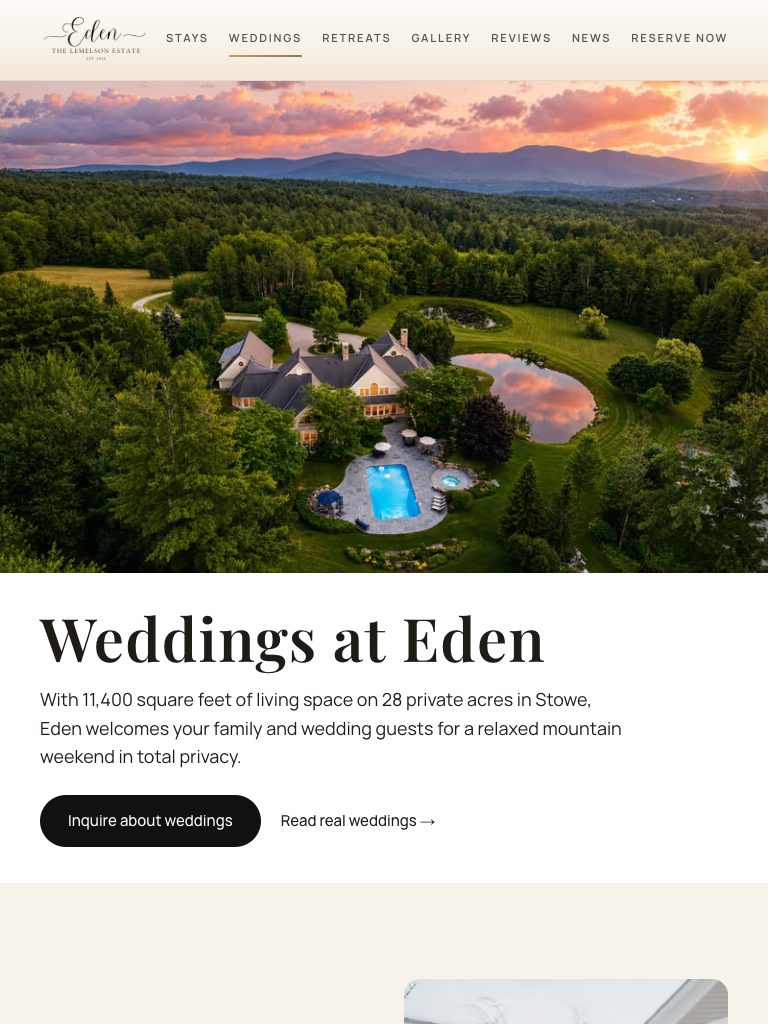 Eden
THE LEMELSON ESTATE
STAYS
WEDDINGS
RETREATS
GALLERY
REVIEWS
NEWS
RESERVE NOW
Weddings at Eden
With 11,400 square feet of living space on 28 private acres in Stowe,
Eden welcomes your family and wedding guests for a relaxed mountain
weekend in total privacy.
Inquire about weddings
Read real weddings →